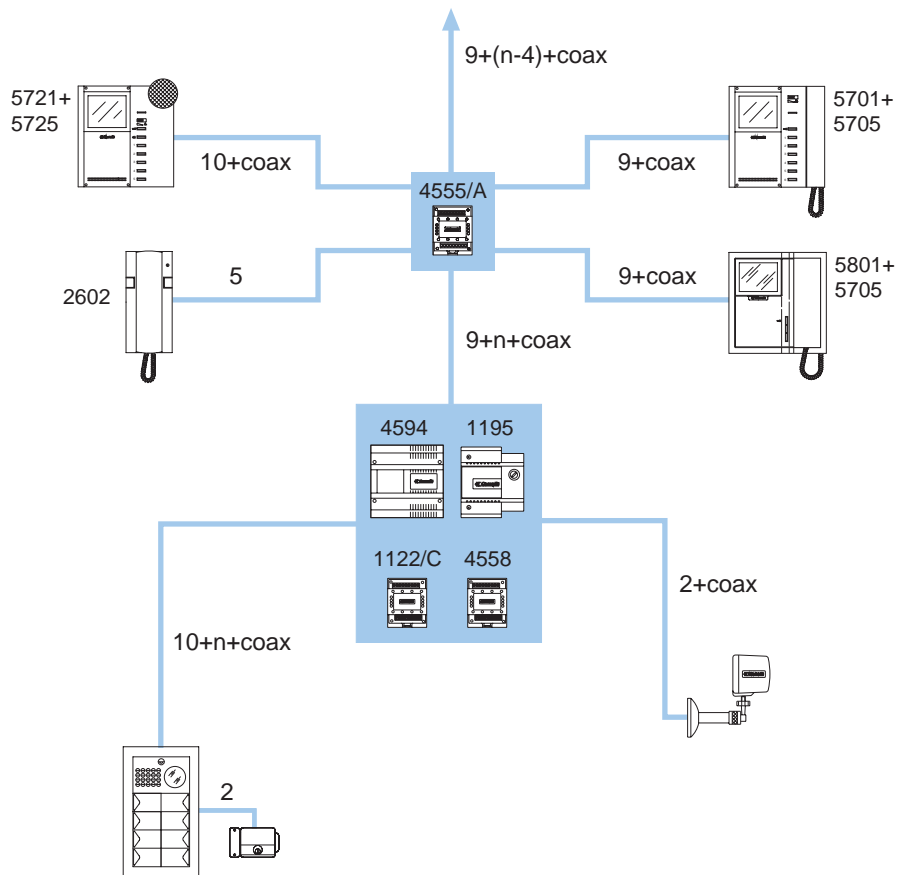 9+(n-4)+coax
5721+
5725
5701+
5705
10+coax
9+coax
4555/A
5
9+coax
2602
5801+
5705
9+n+coax
4594
1195
1122/C
4558
2+coax
10+n+coax
2